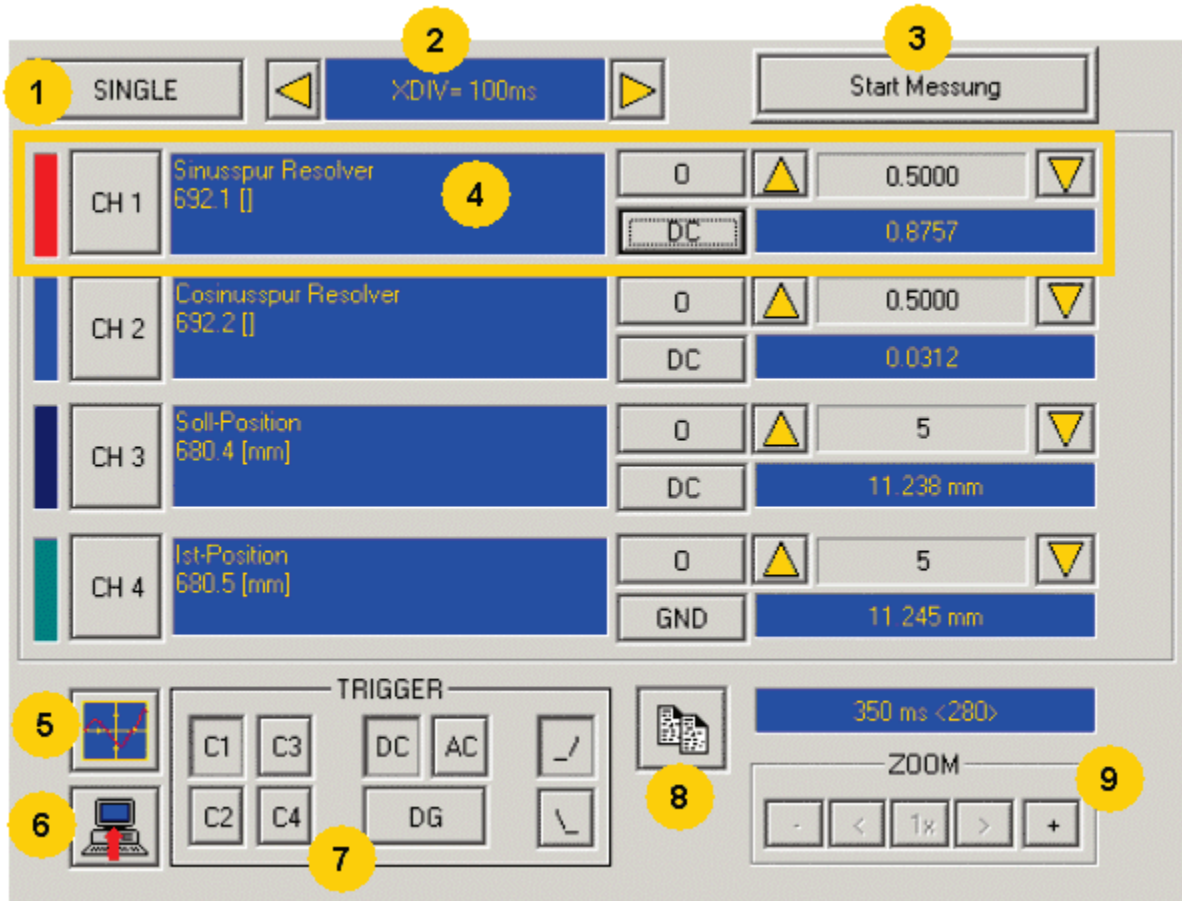 1 SINGLE
2 XDIV= 100ms
3 Start Messung
CH 1
Sinusspur Resolver
692.1 []
4
0
0.5000
DC
0.8757
CH 2
Cosinusspur Resolver
692.2 []
0
0.5000
DC
0.0312
CH 3
Soll-Position
680.4 [mm]
0
5
DC
11.238 mm
CH 4
Ist-Position
680.5 [mm]
0
5
GND
11.245 mm
5
6
TRIGGER
C1 C3 DC AC _/
C2 C4 DG \_
7
8
350 ms <280>
ZOOM
9
- < 1x > +